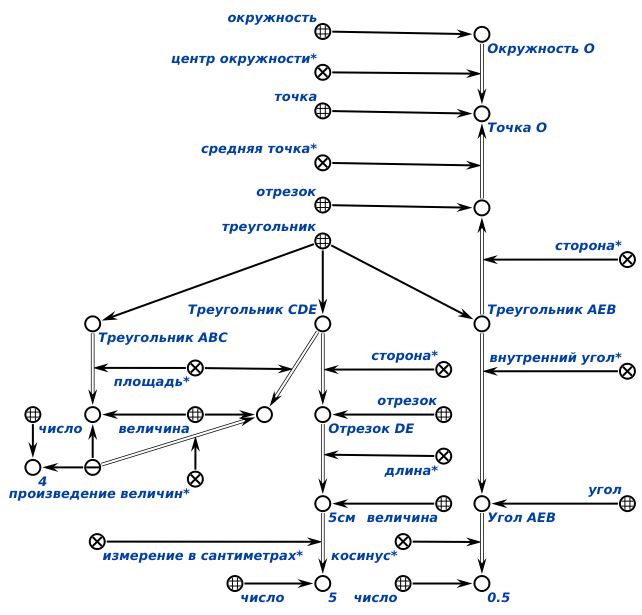 окружность
Окружность O
центр окружности*
точка
Точка O
средняя точка*
отрезок
треугольник
сторона*
Треугольник CDE
Треугольник AEB
Треугольник ABC
сторона*
внутренний угол*
площадь*
отрезок
число
величина
Отрезок DE
длина*
4
произведение величин*
угол
5см
величина
Угол AEB
измерение в сантиметрах*
косинус*
число
5
число
0.5